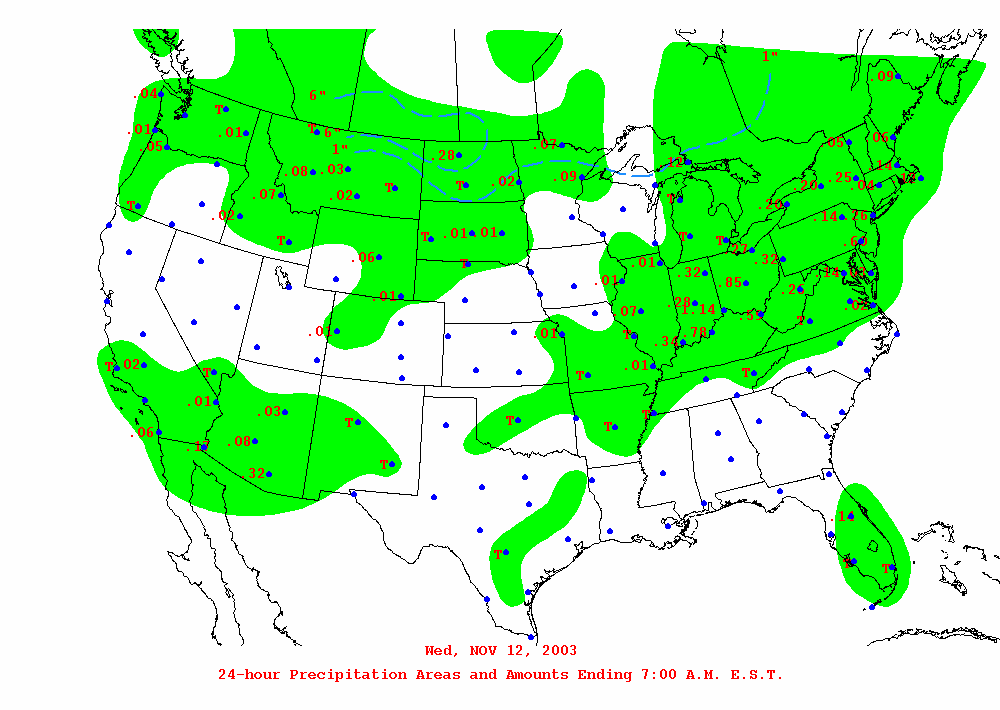 1"
.09
6"
.04
T
.01
.01
T
6"
.05
.07
.06
.05
1"
.28
.12
.14
.08
.03
.09
.25
.02
T
T
.20
.04
.07
.02
T
T
.20
.02
.14
.26
T
T
.01
.01
T
T
.27
T
.06
.32
T
.01
.32
.14
.01
.85
.01
.28
.02
.07
1.14
T
.01
.01
T
.78
.34
T
.02
T
.01
T
T
.01
.03
T
T
T
.06
T
.08
T
.32
.14
T
T
T
Wed, NOV 12, 2003
24-hour Precipitation Areas and Amounts Ending 7:00 A.M. E.S.T.